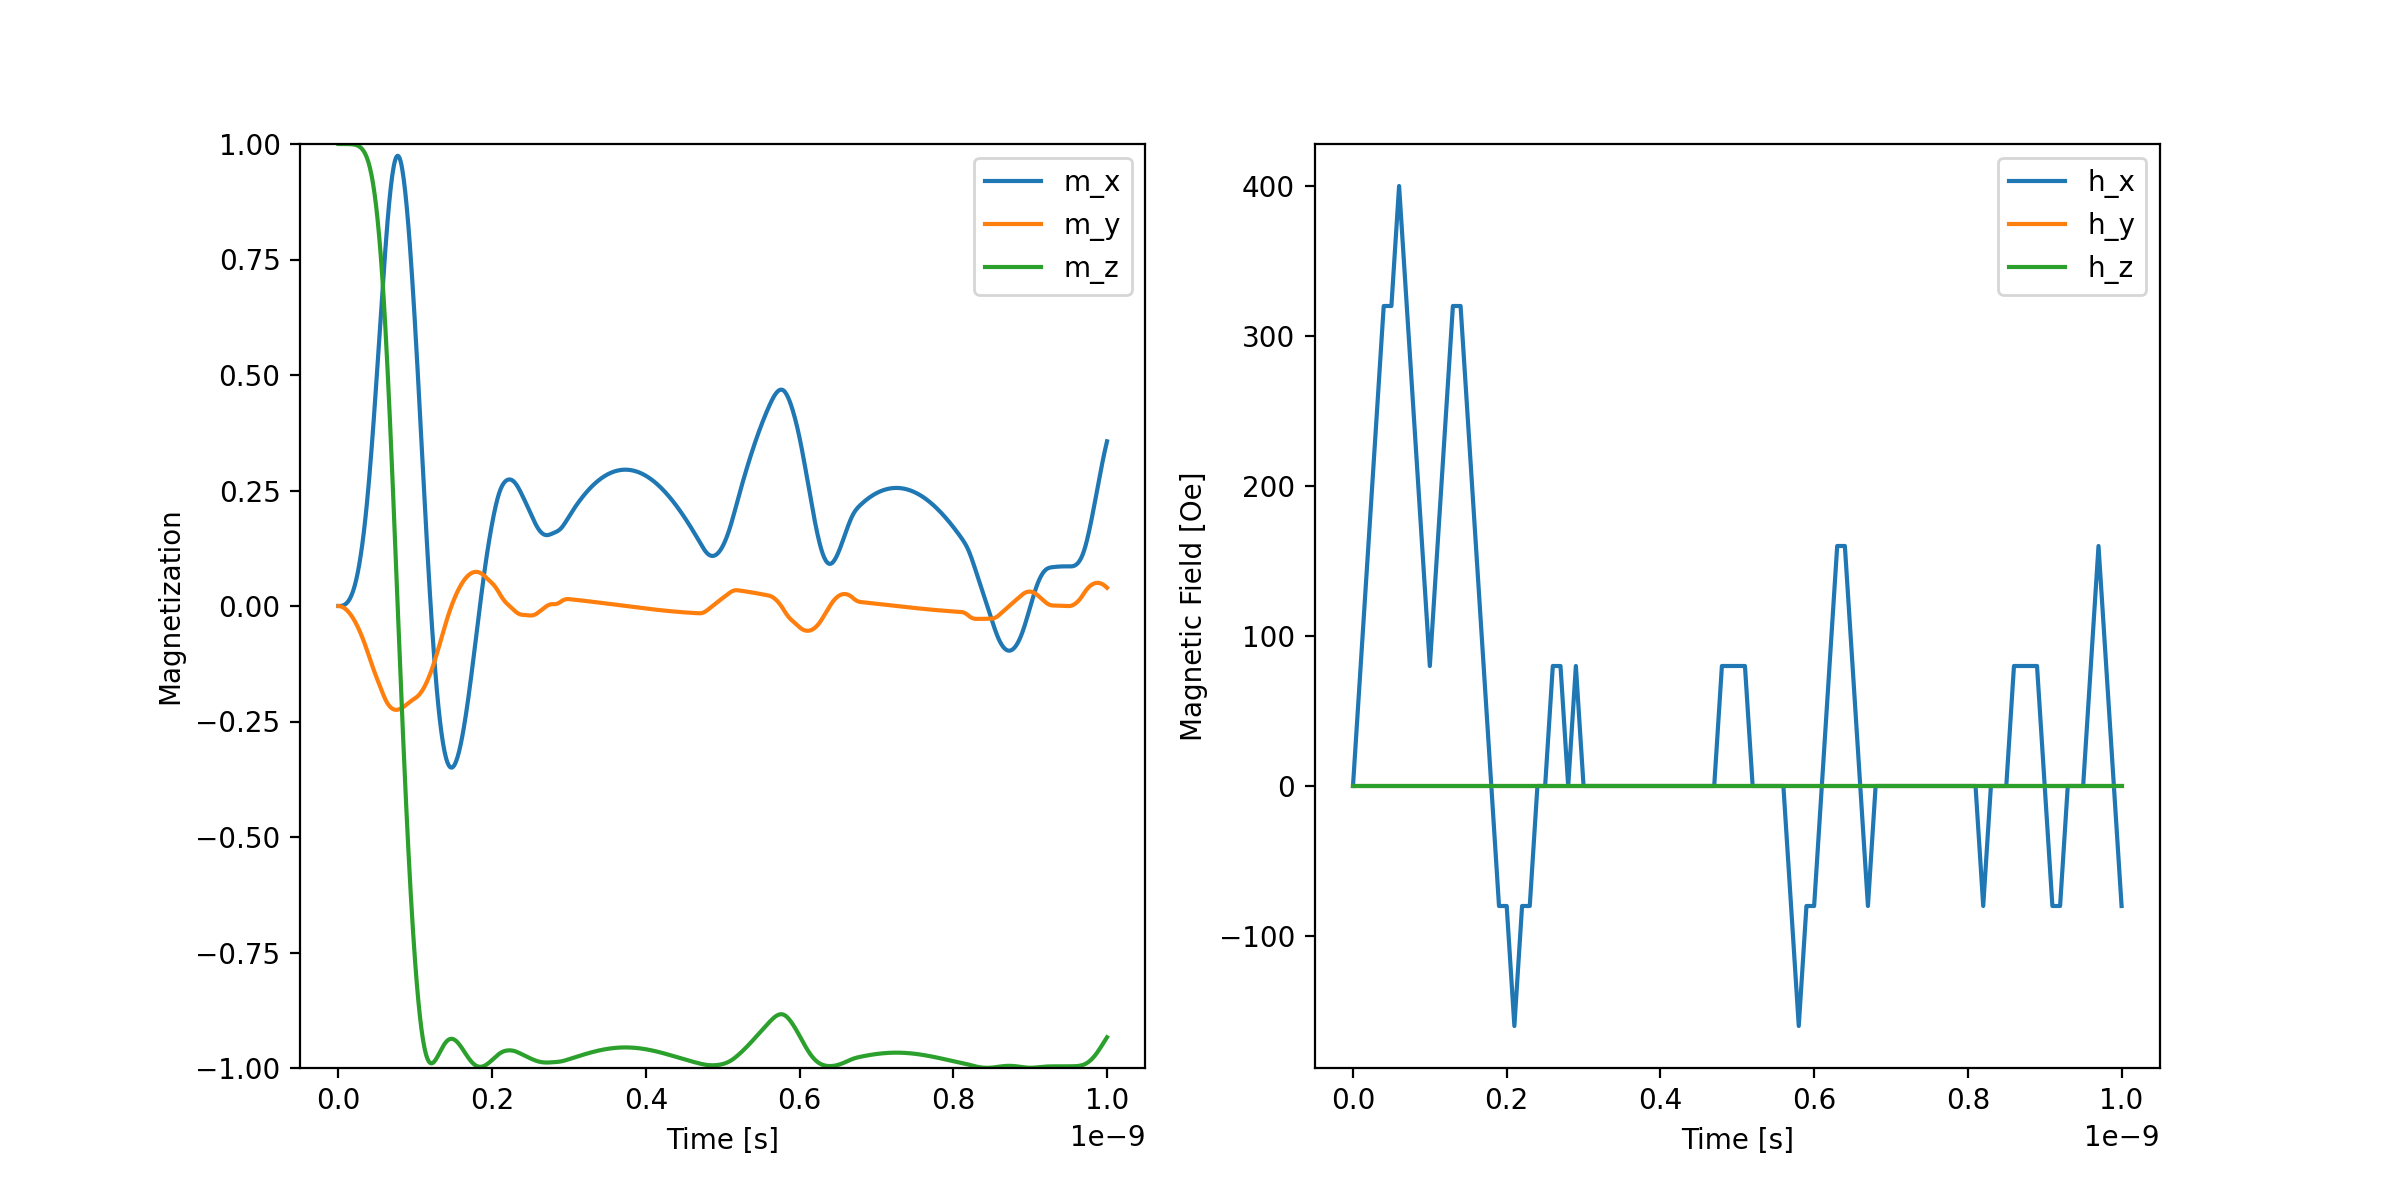 Magnetization
1.00
0.75
0.50
0.25
0.00
−0.25
−0.50
−0.75
−1.00
m_x
m_y
m_z
0.0 0.2 0.4 0.6 0.8 1.0
1e−9
Time [s]
Magnetic Field [Oe]
400
300
200
100
0
−100
h_x
h_y
h_z
0.0 0.2 0.4 0.6 0.8 1.0
1e−9
Time [s]